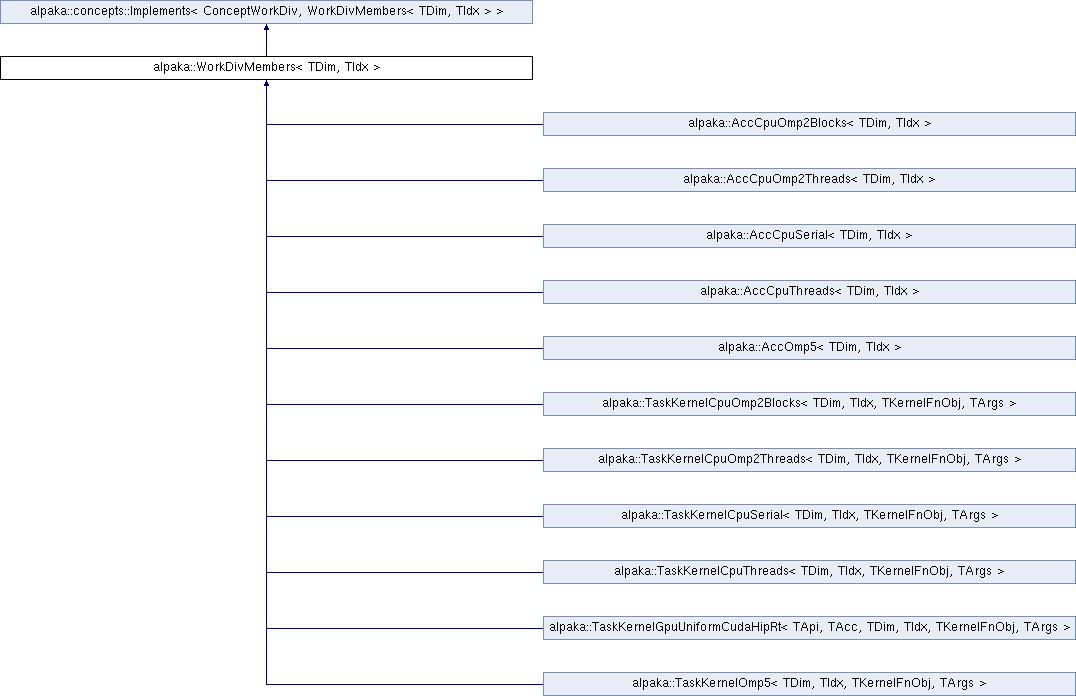 alpaka::concepts::Implements< ConceptWorkDiv, WorkDivMembers< TDim, TIdx > >
alpaka::WorkDivMembers< TDim, TIdx >
alpaka::AccCpuOmp2Blocks< TDim, TIdx >
alpaka::AccCpuOmp2Threads< TDim, TIdx >
alpaka::AccCpuSerial< TDim, TIdx >
alpaka::AccCpuThreads< TDim, TIdx >
alpaka::AccOmp5< TDim, TIdx >
alpaka::TaskKernelCpuOmp2Blocks< TDim, TIdx, TKernelFnObj, TArgs >
alpaka::TaskKernelCpuOmp2Threads< TDim, TIdx, TKernelFnObj, TArgs >
alpaka::TaskKernelCpuSerial< TDim, TIdx, TKernelFnObj, TArgs >
alpaka::TaskKernelCpuThreads< TDim, TIdx, TKernelFnObj, TArgs >
alpaka::TaskKernelGpuUniformCudaHipRt< TApi, TAcc, TDim, TIdx, TKernelFnObj, TArgs >
alpaka::TaskKernelOmp5< TDim, TIdx, TKernelFnObj, TArgs >